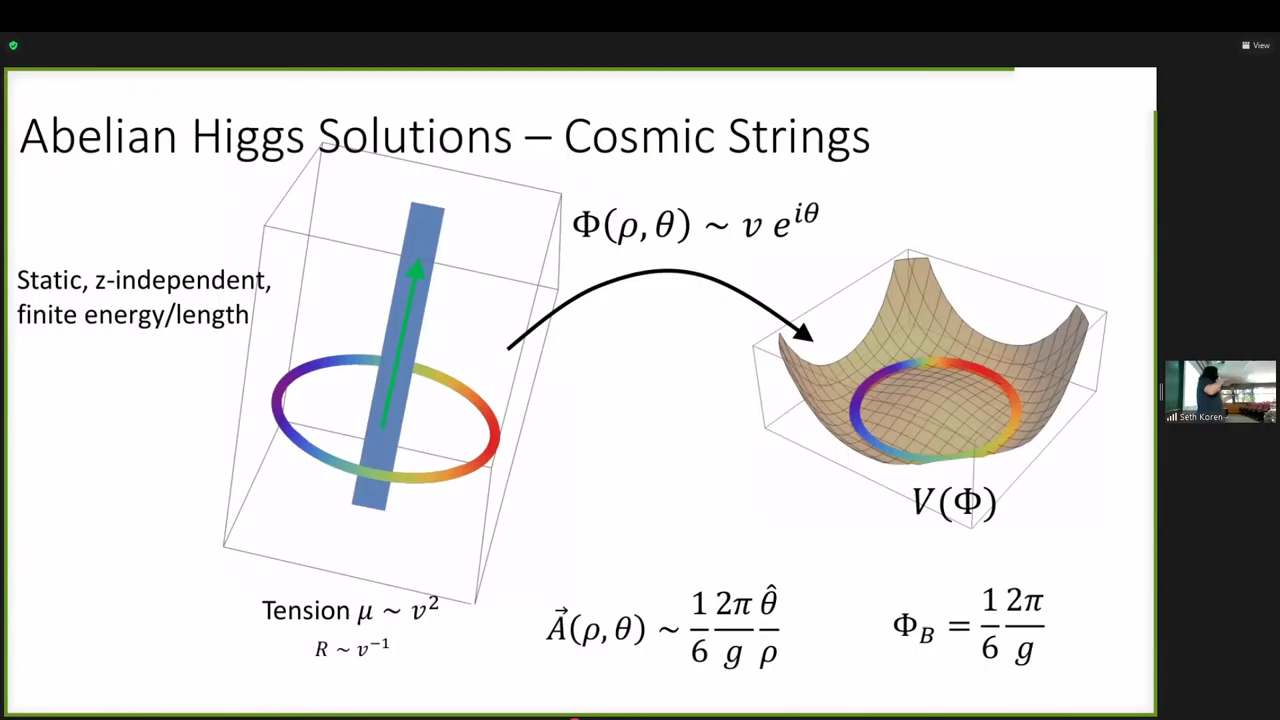 View
Abelian Higgs Solutions – Cosmic Strings
Φ(ρ, θ) ~ v e^{iθ}
Static, z-independent,
finite energy/length
V(Φ)
Tension μ ~ v²
R ~ v⁻¹
A⃗(ρ, θ) ~ 1/6 2π/g θ̂/ρ
Φ_B = 1/6 2π/g
Seth Koren